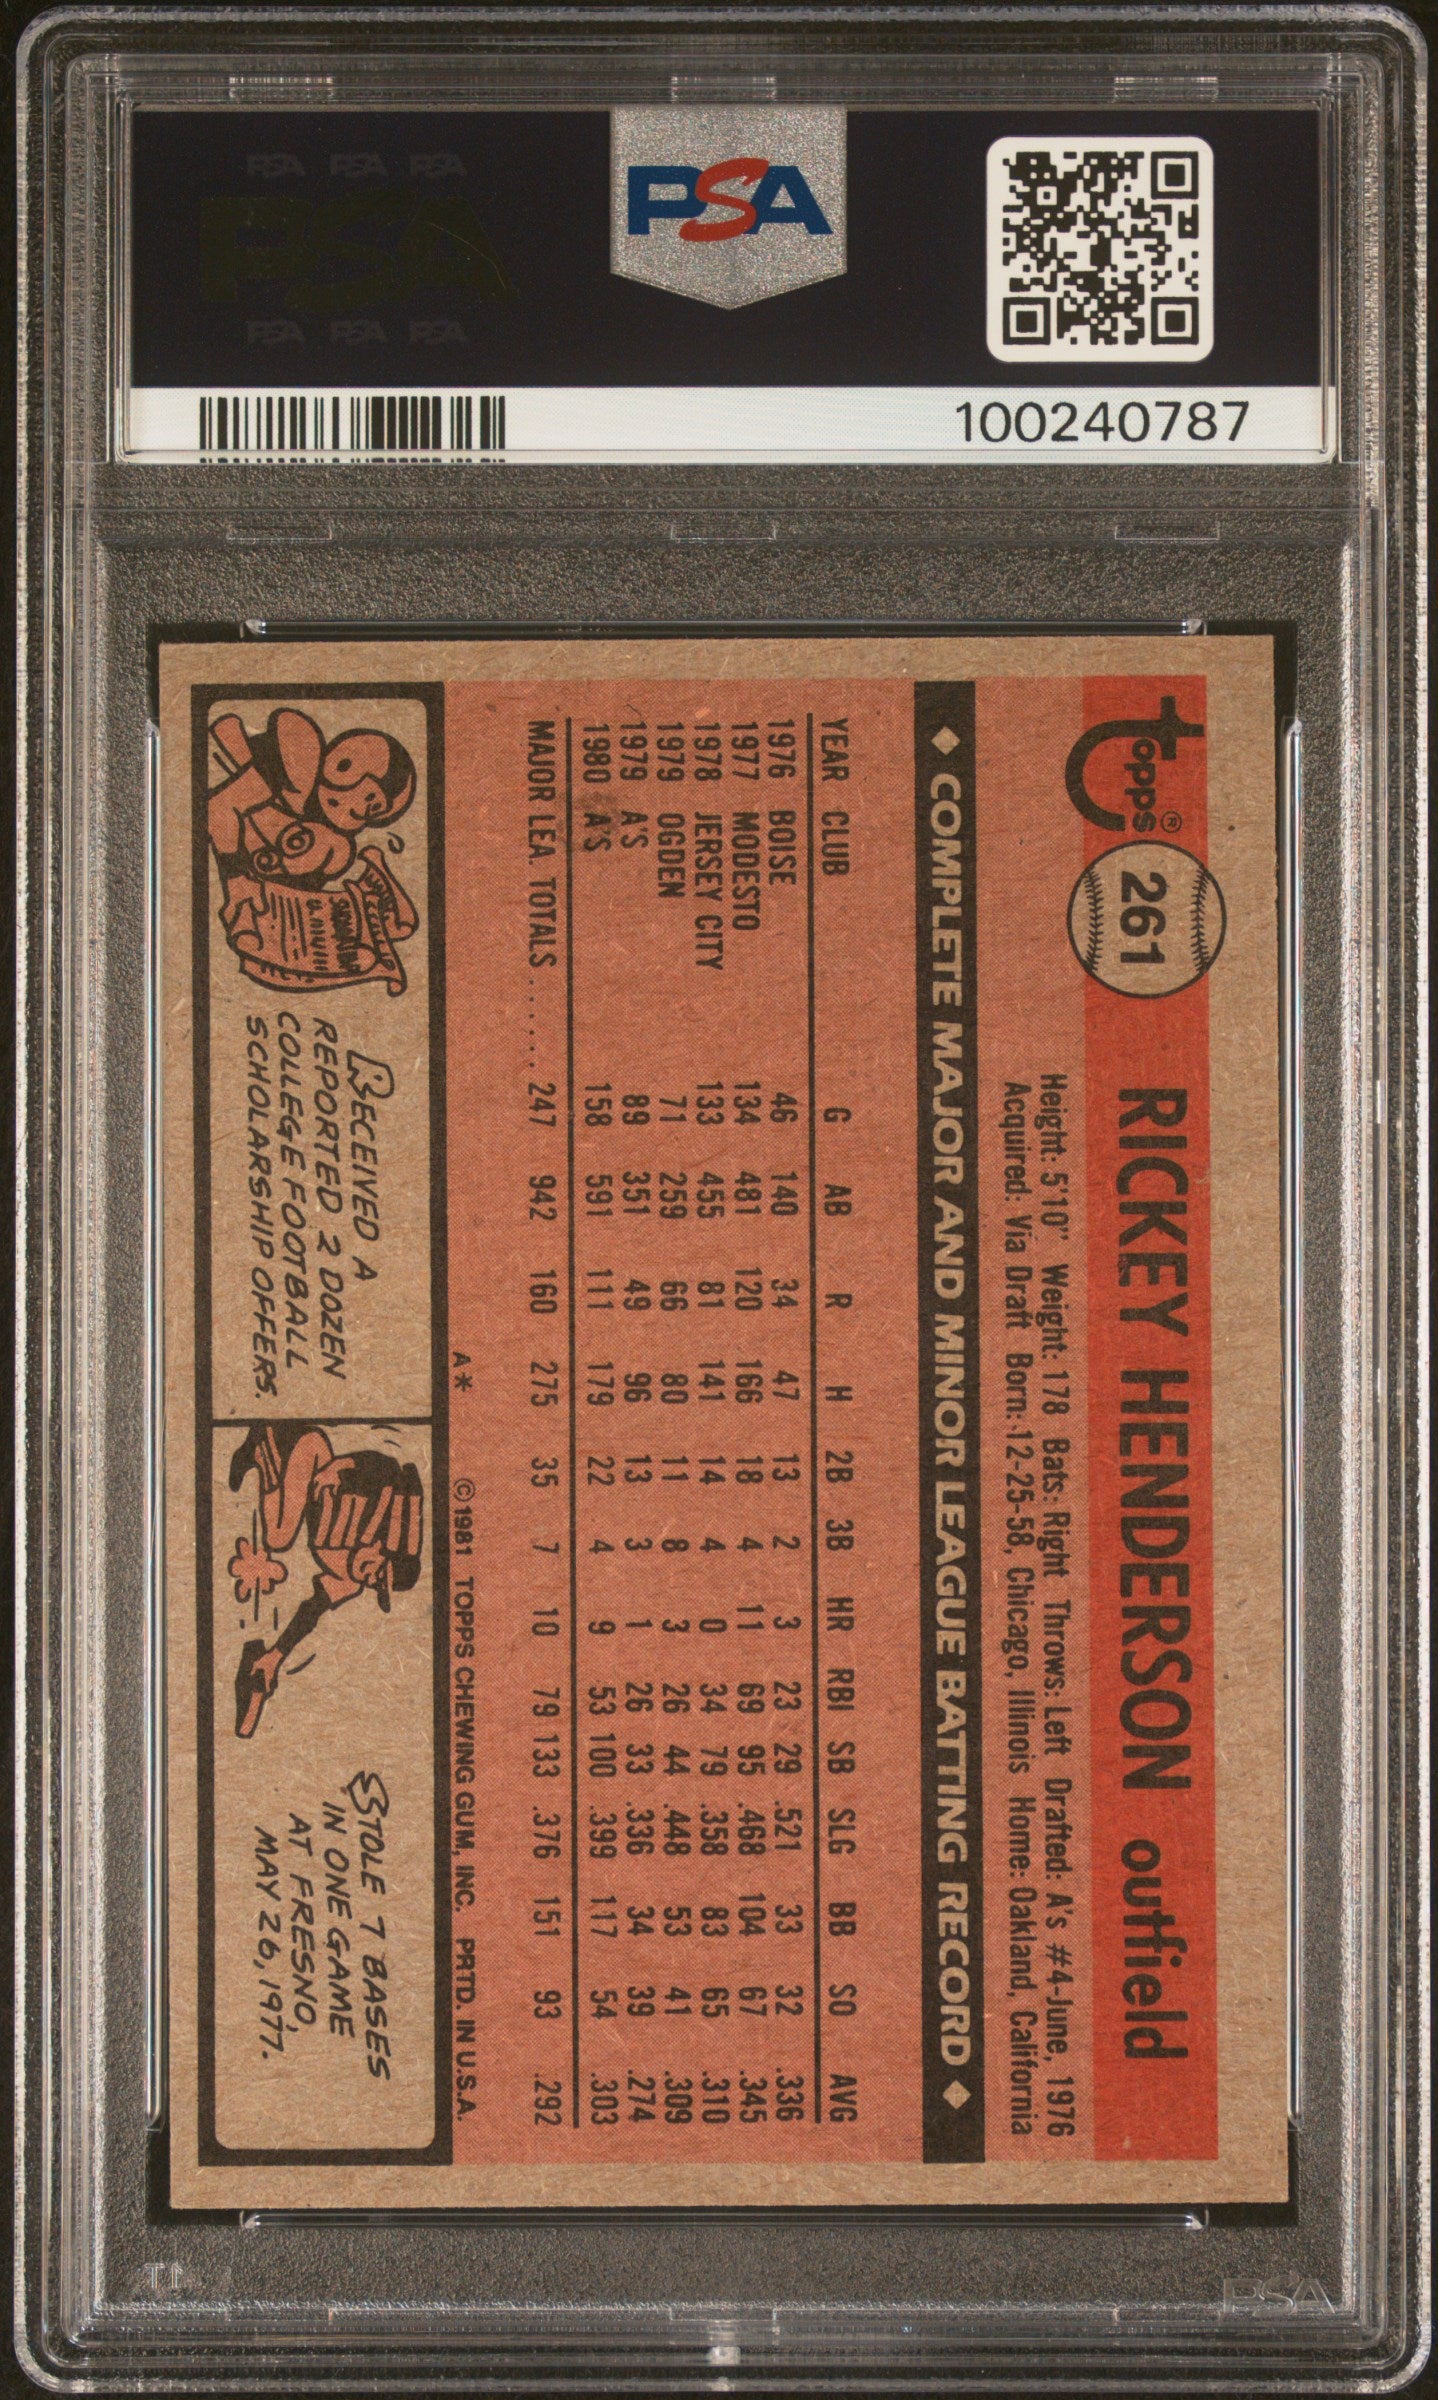 PSA PSA PSA
PSA
PSA PSA PSA
PSA
100240787
topps® 261 RICKEY HENDERSON outfield
Height: 5'10" Weight: 178 Bats: Right Throws: Left Drafted: A's #4-June, 1976
Acquired: Via Draft Born: 12-25-58, Chicago, Illinois Home: Oakland, California
◆ COMPLETE MAJOR AND MINOR LEAGUE BATTING RECORD ◆
YEAR CLUB G AB R H 2B 3B HR RBI SB SLG BB SO AVG
1976 BOISE 46 140 34 47 13 2 3 23 29 .521 33 32 .336
1977 MODESTO 134 481 120 166 18 4 11 69 95 .468 104 67 .345
1978 JERSEY CITY 133 455 81 141 14 4 0 34 79 .358 83 65 .310
1979 OGDEN 71 259 66 80 11 8 3 26 44 .448 53 41 .309
1979 A'S 89 351 49 96 13 3 1 26 33 .336 34 39 .274
1980 A'S 158 591 111 179 22 4 9 53 100 .399 117 54 .303
MAJOR LEA. TOTALS . . . . . . 247 942 160 275 35 7 10 79 133 .376 151 93 .292
A* ©1981 TOPPS CHEWING GUM, INC. PRTD. IN U.S.A.
RECEIVED A
REPORTED 2 DOZEN
COLLEGE FOOTBALL
SCHOLARSHIP OFFERS.
STOLE 7 BASES
IN ONE GAME
AT FRESNO,
MAY 26, 1977.
PSA